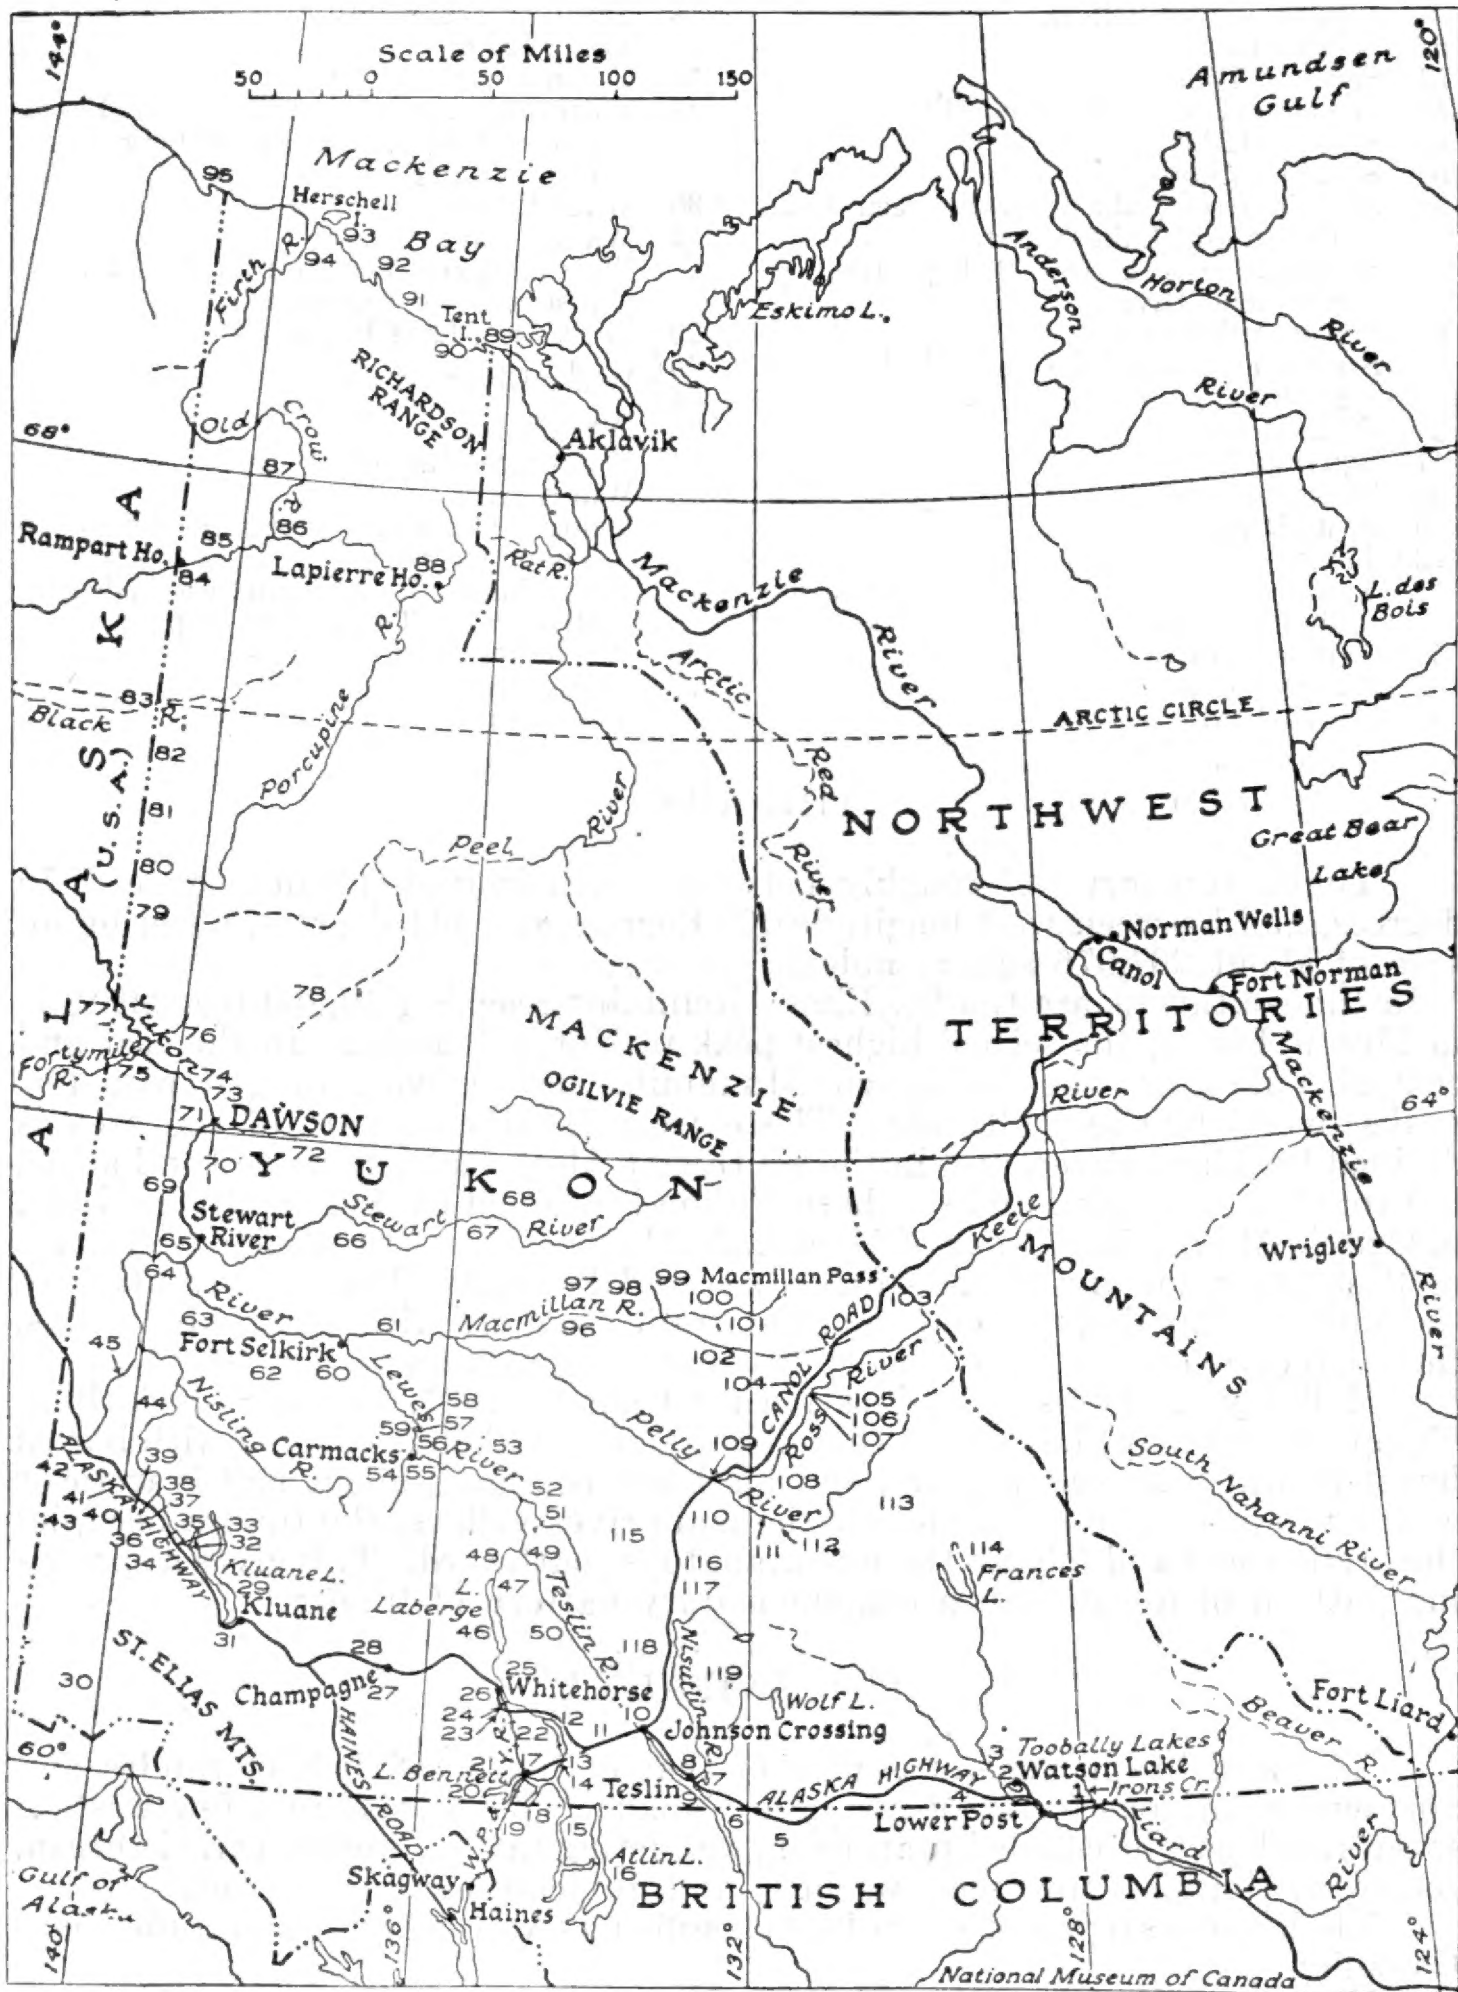 144°
Scale of Miles
50 0 50 100 150
120°
Amundsen
Gulf
Mackenzie
Bay
95
Herschell
I.
93
94
92
91
Firth
R.
Tent
I.
89
90
RICHARDSON
RANGE
Eskimo L.
Anderson
River
Horton
River
68°
Old
Crow
R.
87
86
85
Aklavik
Rampart Ho.
84
Lapierre Ho.
88
Rat R.
Mackenzie
River
L. des
Bois
ALASKA
(U.S.A.)
83
Black
R.
82
81
80
79
78
Porcupine
R.
Arctic
Red
River
ARCTIC CIRCLE
Peel
River
NORTHWEST
TERRITORIES
Great Bear
Lake
Norman Wells
Canol
Fort Norman
77
Yukon
76
Fortymile
R.
75
74
73
71
DAWSON
72
70
69
MACKENZIE
OGILVIE RANGE
River
64°
Mackenzie
River
YUKON
68
Stewart
River
65
66
Stewart
67
River
64
63
River
Keele
MOUNTAINS
Wrigley
97
98
99
Macmillan Pass
100
101
103
Macmillan R.
96
61
Fort Selkirk
62
60
102
104
CANOL
ROAD
River
105
106
107
Ross
108
109
45
44
Nisling
R.
Lewes
River
58
57
59
56
53
Carmacks
54
55
52
51
Pelly
River
110
111
112
113
South Nahanni River
ALASKA
HIGHWAY
42
41
43
40
39
38
37
36
35
34
33
32
Kluane L.
29
Kluane
31
115
116
117
118
119
114
Frances
L.
48
49
47
L.
Laberge
46
50
Teslin R.
Nisutlin
R.
ST. ELIAS MTS.
30
28
Champagne
27
25
26
Whitehorse
24
23
22
12
11
10
Johnson Crossing
Wolf L.
Fort Liard
Beaver R.
Toobally Lakes
3
2
Watson Lake
1
Irons Cr.
60°
HAINES
ROAD
21
L. Bennett
20
17
13
14
18
19
15
W.P. & Y.R.Y.
Teslin
8
7
9
6
5
ALASKA HIGHWAY
4
Lower Post
Liard
River
Skagway
Haines
Atlin L.
16
BRITISH COLUMBIA
Gulf of
Alaska
140°
136°
132°
128°
124°
National Museum of Canada